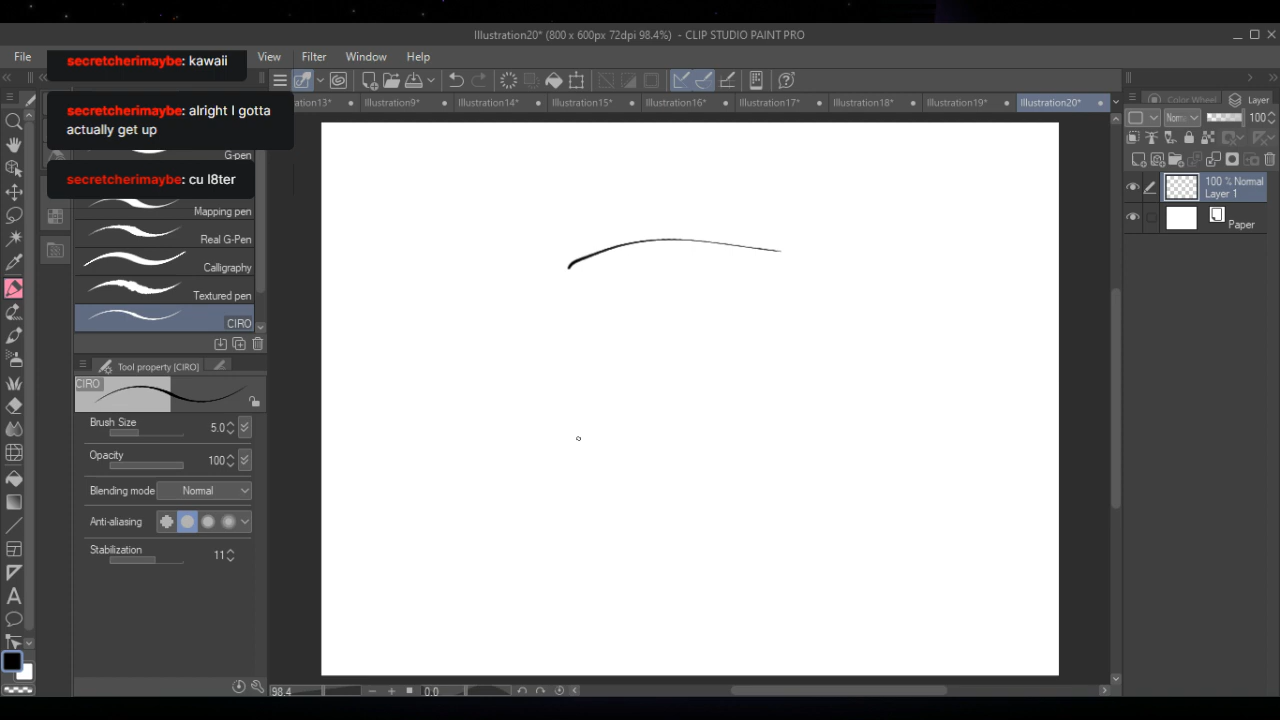 Illustration20* (800 x 600px 72dpi 98.4%) - CLIP STUDIO PAINT PRO
File
View
Filter
Window
Help
secretcherimaybe: kawaii
secretcherimaybe: alright I gotta
actually get up
secretcherimaybe: cu l8ter
Illustration9*
Illustration14*
Illustration15*
Illustration16*
Illustration17*
Illustration18*
Illustration19*
Illustration20*
Color Wheel
Layer
100
100 % Normal
Layer 1
Paper
G-pen
Mapping pen
Real G-Pen
Calligraphy
Textured pen
CIRO
Tool property [CIRO]
CIRO
Brush Size
5.0
Opacity
100
Blending mode
Normal
Anti-aliasing
Stabilization
11
98.4
0.0